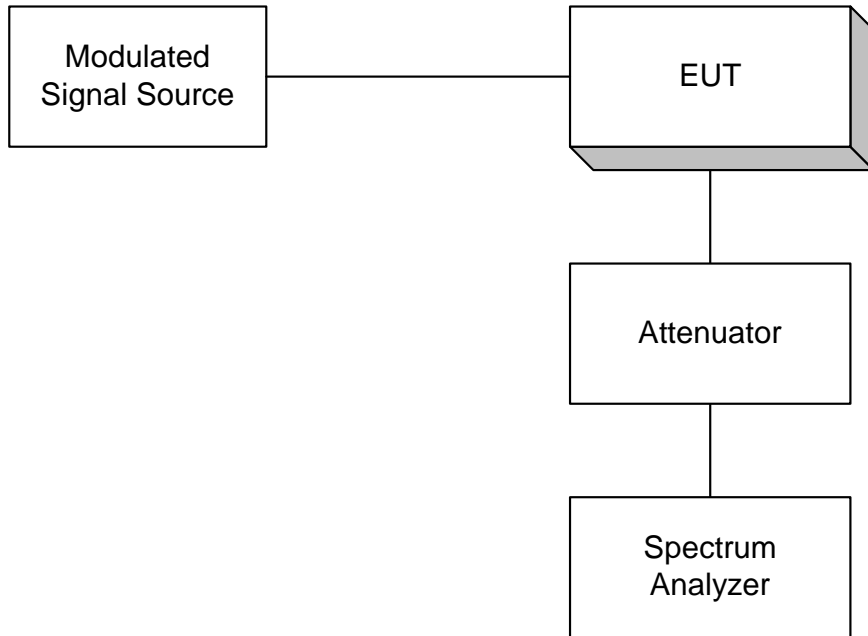 Modulated
Signal Source
EUT
Attenuator
Spectrum
Analyzer